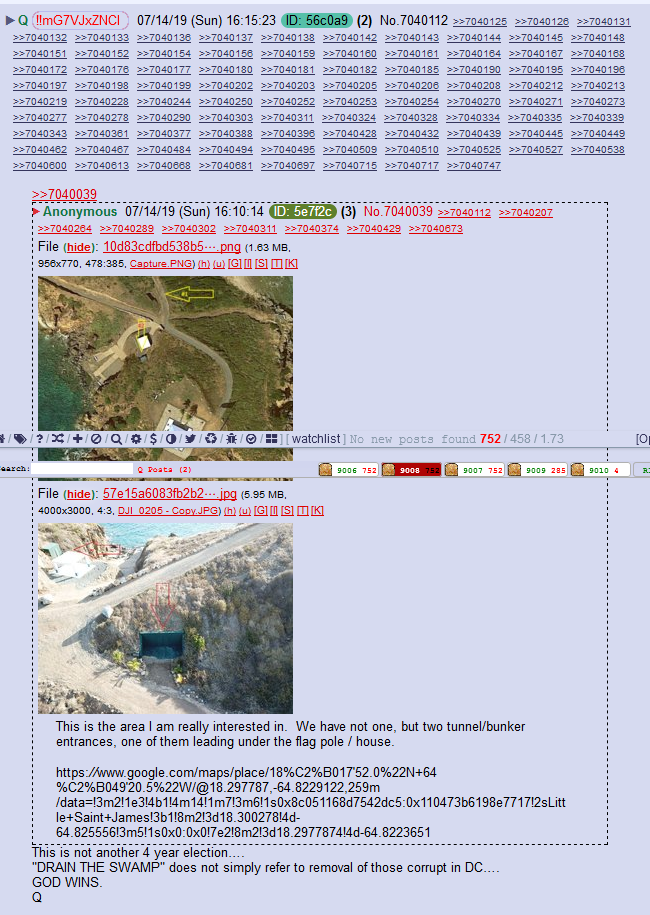 Q !!mG7VJxZNCI 07/14/19 (Sun) 16:15:23 ID: 56c0a9 (2) No.7040112 >>7040125 >>7040126 >>7040131
>>7040132 >>7040133 >>7040136 >>7040137 >>7040138 >>7040142 >>7040143 >>7040144 >>7040145 >>7040148
>>7040151 >>7040152 >>7040154 >>7040156 >>7040159 >>7040160 >>7040161 >>7040164 >>7040167 >>7040168
>>7040172 >>7040176 >>7040177 >>7040180 >>7040181 >>7040182 >>7040185 >>7040190 >>7040195 >>7040196
>>7040197 >>7040198 >>7040199 >>7040202 >>7040203 >>7040205 >>7040206 >>7040208 >>7040212 >>7040213
>>7040219 >>7040228 >>7040244 >>7040250 >>7040252 >>7040253 >>7040254 >>7040270 >>7040271 >>7040273
>>7040277 >>7040278 >>7040290 >>7040303 >>7040311 >>7040324 >>7040328 >>7040334 >>7040335 >>7040339
>>7040343 >>7040361 >>7040377 >>7040388 >>7040396 >>7040428 >>7040432 >>7040439 >>7040445 >>7040449
>>7040462 >>7040467 >>7040484 >>7040494 >>7040495 >>7040509 >>7040510 >>7040525 >>7040527 >>7040538
>>7040600 >>7040613 >>7040668 >>7040681 >>7040697 >>7040715 >>7040717 >>7040747
>>7040039
Anonymous 07/14/19 (Sun) 16:10:14 ID: 5e7f2c (3) No.7040039 >>7040112 >>7040207
>>7040264 >>7040289 >>7040302 >>7040311 >>7040374 >>7040429 >>7040673
File (hide): 10d83cdfbd538b5⋯.png (1.63 MB,
956x770, 478:385, Capture.PNG) (h) (u) [G] [I] [S] [T] [K]
/ ? / $ / [ watchlist ] No new posts found 752 / 458 / 1.73 [Op
earch: Q Posts (2) 9006 752 9008 752 9007 752 9009 285 9010 4
File (hide): 57e15a6083fb2b2⋯.jpg (5.95 MB,
4000x3000, 4:3, DJI_0205 - Copy.JPG) (h) (u) [G] [I] [S] [T] [K]
This is the area I am really interested in. We have not one, but two tunnel/bunker
entrances, one of them leading under the flag pole / house.
https://www.google.com/maps/place/18%C2%B017'52.0%22N+64
%C2%B049'20.5%22W/@18.297787,-64.8229122,259m
/data=!3m2!1e3!4b1!4m14!1m7!3m6!1s0x8c051168d7542dc5:0x110473b6198e7717!2sLitt
le+Saint+James!3b1!8m2!3d18.300278!4d-
64.825556!3m5!1s0x0:0x0!7e2!8m2!3d18.2977874!4d-64.8223651
This is not another 4 year election....
"DRAIN THE SWAMP" does not simply refer to removal of those corrupt in DC....
GOD WINS.
Q